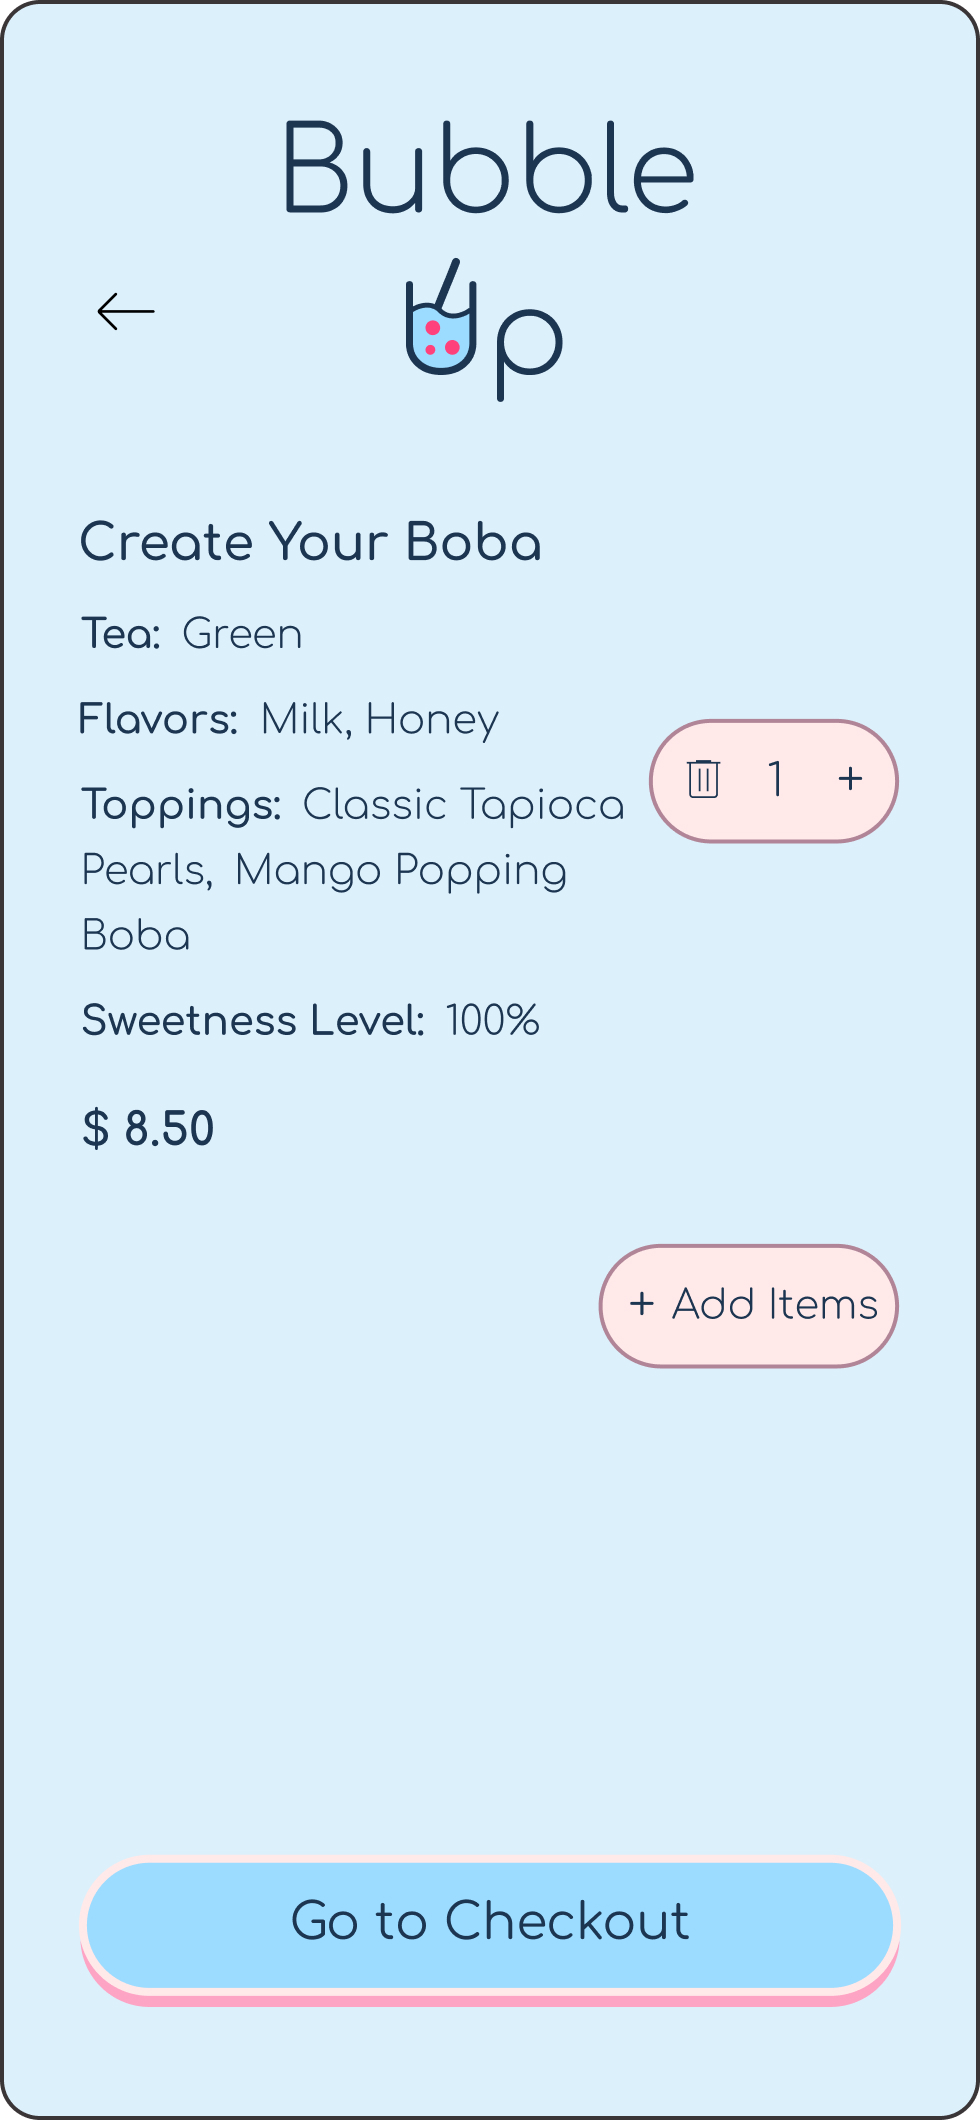 Bubble
Up
Create Your Boba
Tea: Green
Flavors: Milk, Honey
Toppings: Classic Tapioca
Pearls, Mango Popping
Boba
1 +
Sweetness Level: 100%
$ 8.50
+ Add Items
Go to Checkout